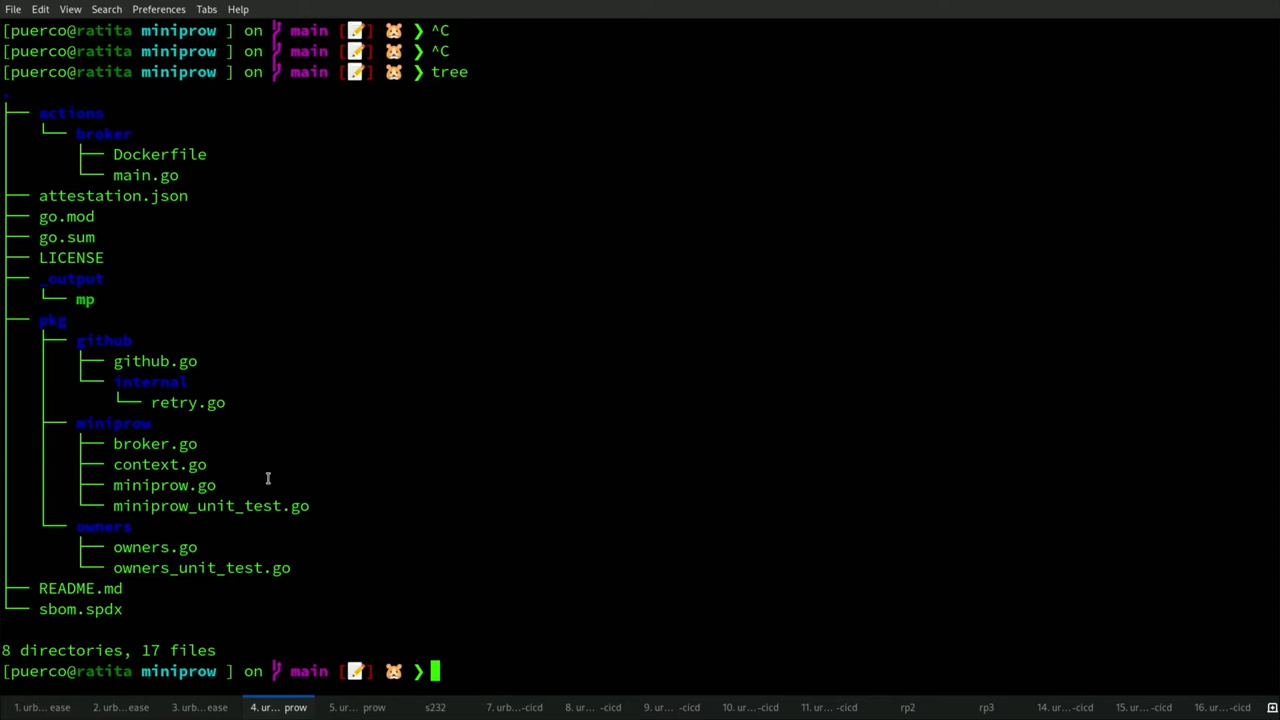 File Edit View Search Preferences Tabs Help
[puerco@ratita miniprow ] on main [📝] 🐹 ❯ ^C
[puerco@ratita miniprow ] on main [📝] 🐹 ❯ ^C
[puerco@ratita miniprow ] on main [📝] 🐹 ❯ tree
.
├── actions
│   └── broker
│       ├── Dockerfile
│       └── main.go
├── attestation.json
├── go.mod
├── go.sum
├── LICENSE
├── _output
│   └── mp
├── pkg
│   ├── github
│   │   ├── github.go
│   │   └── internal
│   │       └── retry.go
│   ├── miniprow
│   │   ├── broker.go
│   │   ├── context.go
│   │   ├── miniprow.go
│   │   └── miniprow_unit_test.go
│   └── owners
│       ├── owners.go
│       └── owners_unit_test.go
├── README.md
└── sbom.spdx
8 directories, 17 files
[puerco@ratita miniprow ] on main [📝] 🐹 ❯
1. urb... ease 2. urb... ease 3. urb... ease 4. ur... prow 5. ur... prow s232 7. urb... -cicd 8. ur... -cicd 9. ur... -cicd 10. ur... -cicd 11. ur... -cicd rp2 rp3 14. ur... -cicd 15. ur... -cicd 16. ur... -cicd